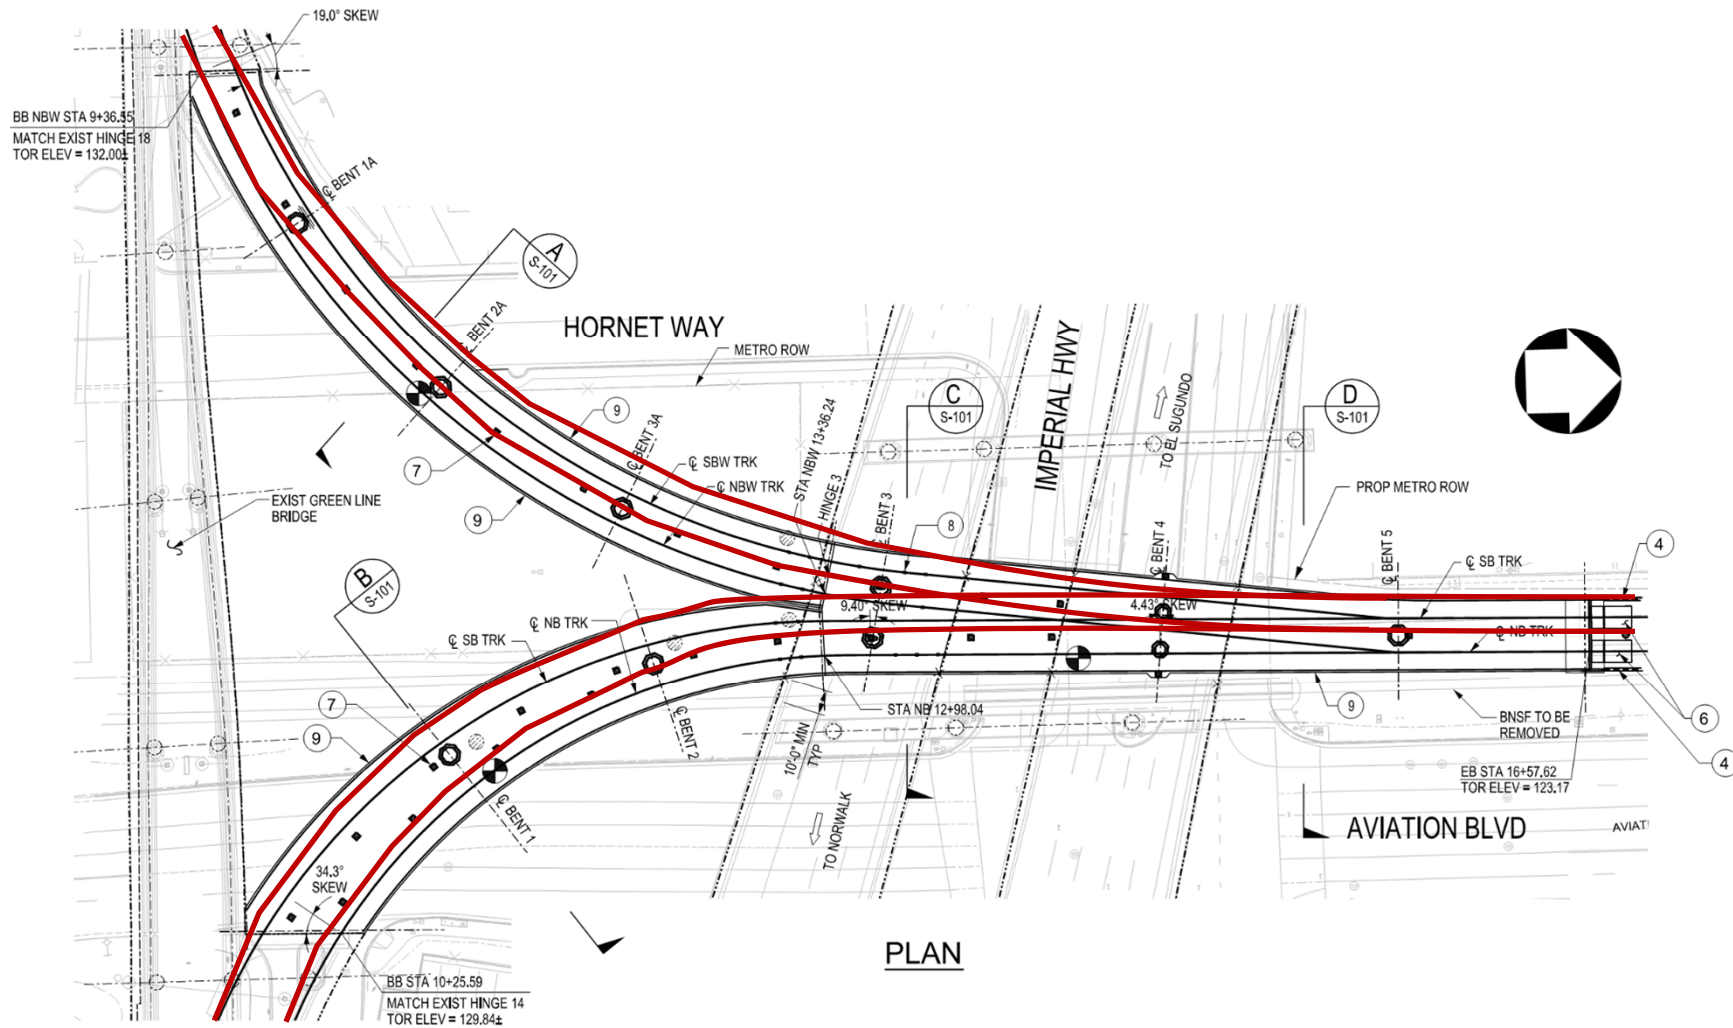 19.0° SKEW
BB NBW STA 9+36.55
MATCH EXIST HINGE 18
TOR ELEV = 132.00±
℄ BENT 1A
A
S-101
℄ BENT 2A
HORNET WAY
METRO ROW
9
℄ BENT 3A
7
℄ SBW TRK
℄ NBW TRK
STA NBW 13+36.24
HINGE 3
C
S-101
℄ BENT 3
8
IMPERIAL HWY
TO EL SUGUNDO
D
S-101
PROP METRO ROW
℄ BENT 4
℄ BENT 5
℄ SB TRK
4
EXIST GREEN LINE
BRIDGE
9
B
S-101
9.40° SKEW
4.43° SKEW
℄ NB TRK
℄ SB TRK
℄ NB TRK
7
9
℄ BENT 2
STA NB 12+98.04
10'-0" MIN
TYP
9
BNSF TO BE
REMOVED
6
4
EB STA 16+57.62
TOR ELEV = 123.17
℄ BENT 1
TO NORWALK
AVIATION BLVD
AVIAT
34.3°
SKEW
PLAN
BB STA 10+25.59
MATCH EXIST HINGE 14
TOR ELEV = 129.84±